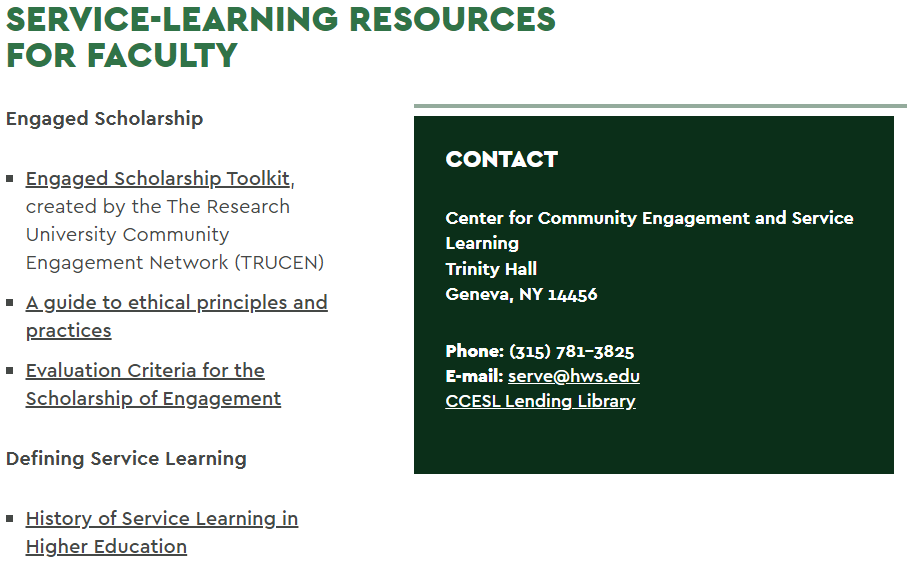 SERVICE-LEARNING RESOURCES
FOR FACULTY
Engaged Scholarship
Engaged Scholarship Toolkit,
created by the The Research
University Community
Engagement Network (TRUCEN)
A guide to ethical principles and
practices
Evaluation Criteria for the
Scholarship of Engagement
Defining Service Learning
History of Service Learning in
Higher Education
CONTACT
Center for Community Engagement and Service
Learning
Trinity Hall
Geneva, NY 14456
Phone: (315) 781-3825
E-mail: serve@hws.edu
CCESL Lending Library